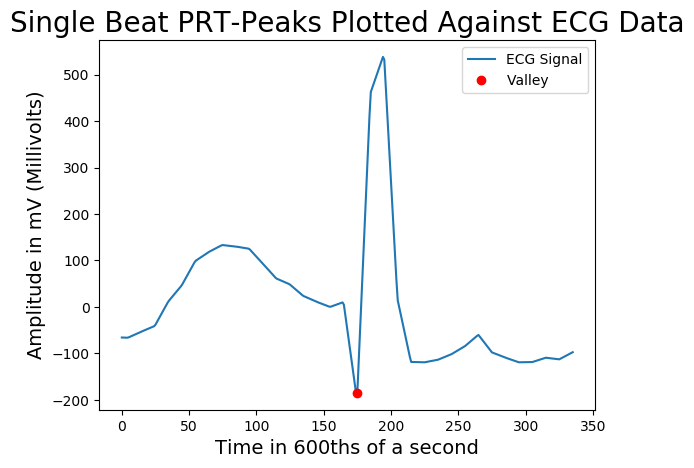 Single Beat PRT-Peaks Plotted Against ECG Data
ECG Signal
Valley
Amplitude in mV (Millivolts)
500
400
300
200
100
0
−100
−200
0 50 100 150 200 250 300 350
Time in 600ths of a second